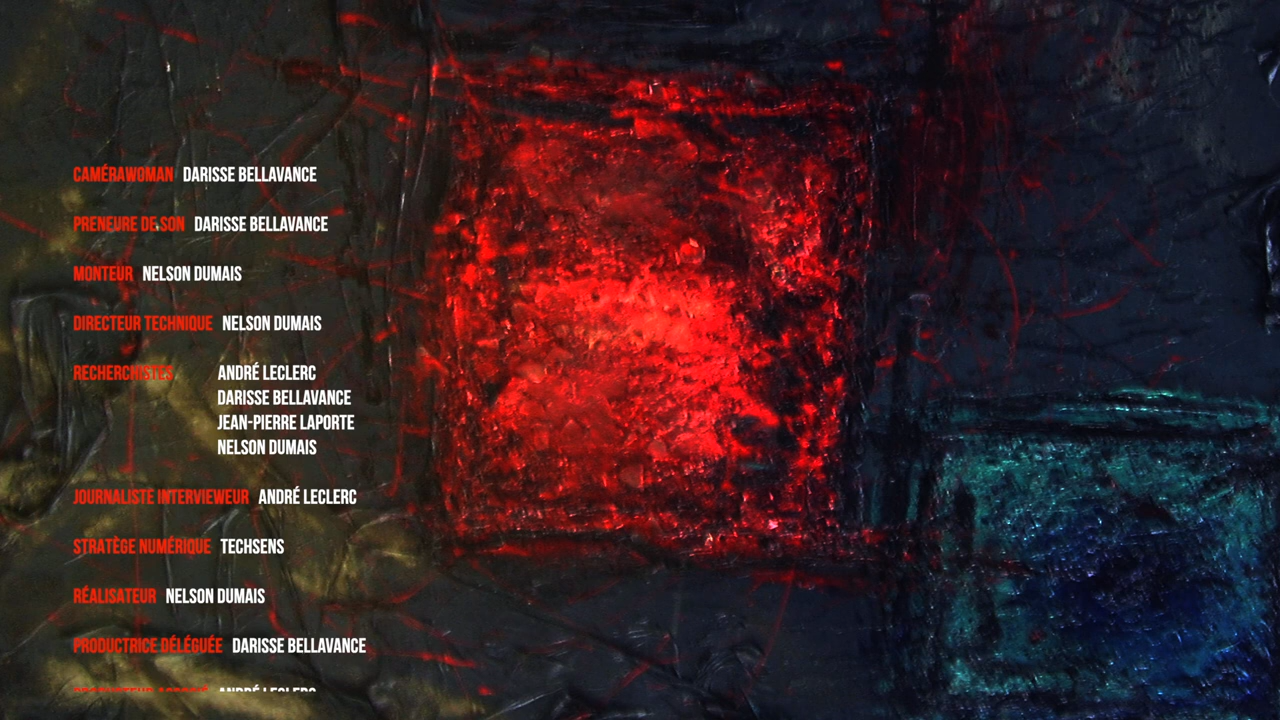 CAMÉRAWOMAN DARISSE BELLAVANCE
PRENEURE DE SON DARISSE BELLAVANCE
MONTEUR NELSON DUMAIS
DIRECTEUR TECHNIQUE NELSON DUMAIS
RECHERCHISTES ANDRÉ LECLERC
DARISSE BELLAVANCE
JEAN-PIERRE LAPORTE
NELSON DUMAIS
JOURNALISTE INTERVIEWEUR ANDRÉ LECLERC
STRATÈGE NUMÉRIQUE TECHSENS
RÉALISATEUR NELSON DUMAIS
PRODUCTRICE DÉLÉGUÉE DARISSE BELLAVANCE
ANDRÉ LECLERC